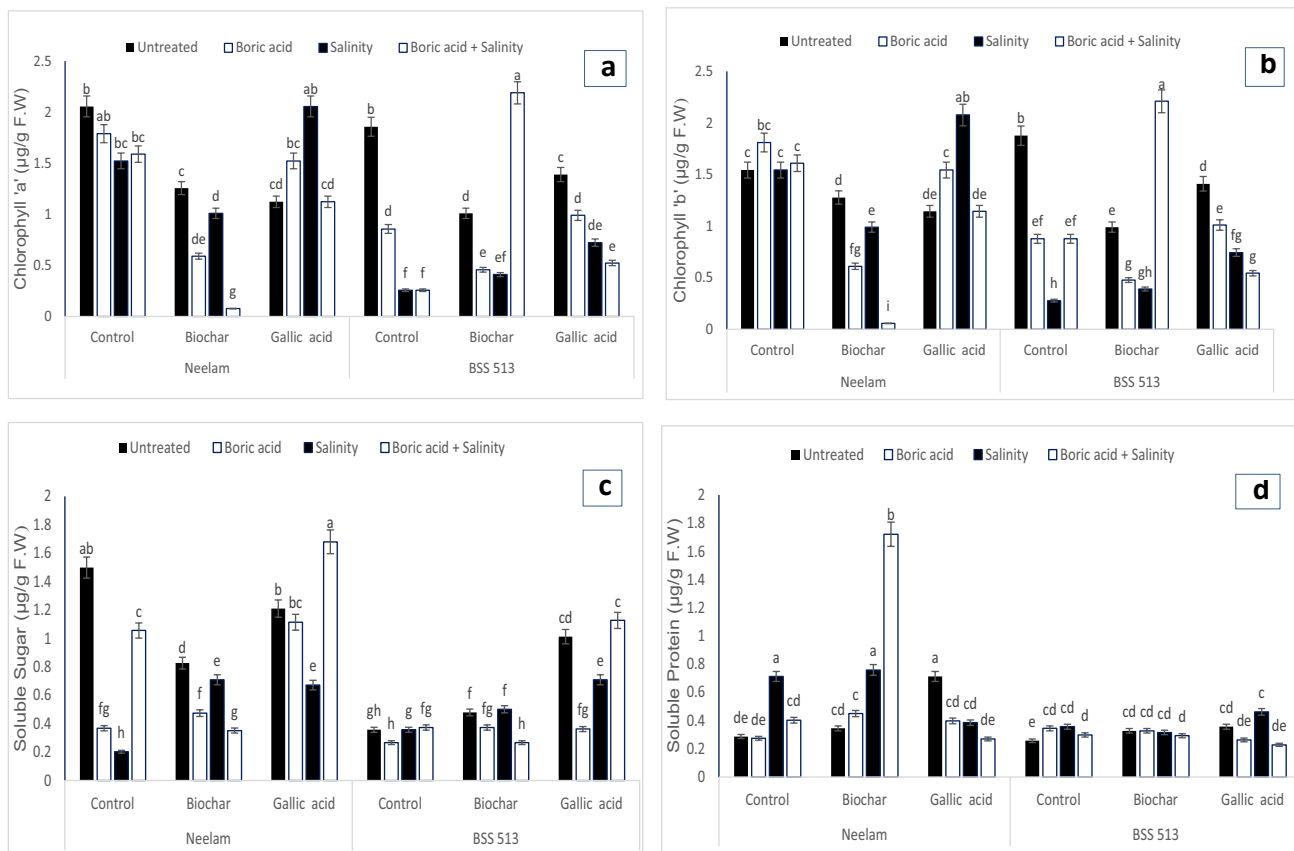 Untreated Boric acid Salinity Boric acid + Salinity
a
Chlorophyll 'a' (µg/g F.W)
2.5
2
1.5
1
0.5
0
b ab bc bc
c de d g
cd bc ab cd
b d f f
d e ef a
c d de e
Control Biochar Gallic acid Control Biochar Gallic acid
Neelam BSS 513
Untreated Boric acid Salinity Boric acid + Salinity
b
Chlorophyll 'b' (µg/g F.W)
2.5
2
1.5
1
0.5
0
c bc c c
d fg e i
de c ab de
b ef h ef
e g gh a
c e fg g
Control Biochar Gallic acid Control Biochar Gallic acid
Neelam BSS 513
Untreated Boric acid Salinity Boric acid + Salinity
c
Soluble Sugar (µg/g F.W)
2
1.8
1.6
1.4
1.2
1
0.8
0.6
0.4
0.2
0
ab fg h c
d f e g
b bc e a
gh h g fg
f fg f h
cd fg e c
Control Biochar Gallic acid Control Biochar Gallic acid
Neelam BSS 513
Untreated Boric acid Salinity Boric acid + Salinity
d
Soluble Protein (µg/g F.W)
2
1.8
1.6
1.4
1.2
1
0.8
0.6
0.4
0.2
0
de de a cd
cd c a b
a cd cd de
e cd cd d
cd cd cd d
cd de c de
Control Biochar Gallic acid Control Biochar Gallic acid
Neelam BSS 513